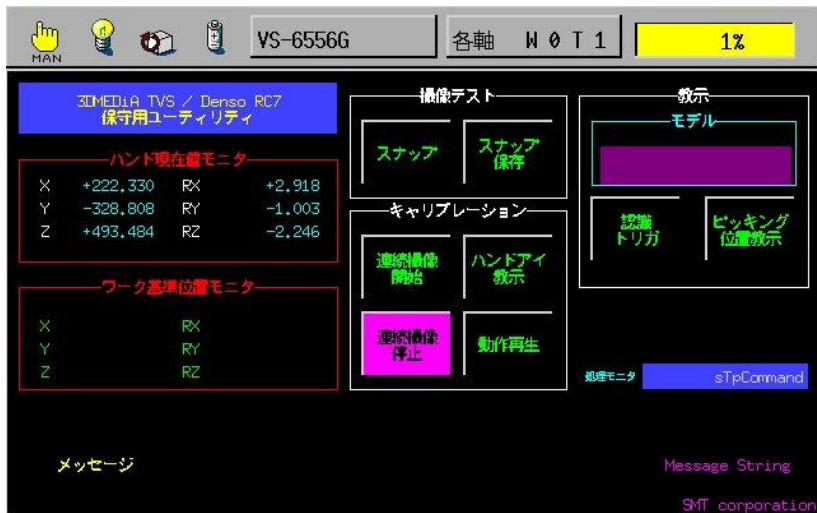 MAN
VS-6556G
各軸 W0T1
1%
3DMEDiA TVS / Denso RC7
保守用ユーティリティ
ハンド現在値モニタ
X +222.330 RX +2.918
Y -328.808 RY -1.003
Z +493.484 RZ -2.246
ワーク基準位置モニタ
X RX
Y RY
Z RZ
撮像テスト
スナップ
スナップ
保存
キャリブレーション
連続撮像
開始
ハンドアイ
教示
連続撮像
停止
動作再生
教示
モデル
認識
トリガ
ピッキング
位置教示
処理モニタ sTpCommand
メッセージ
Message String
SMT corporation